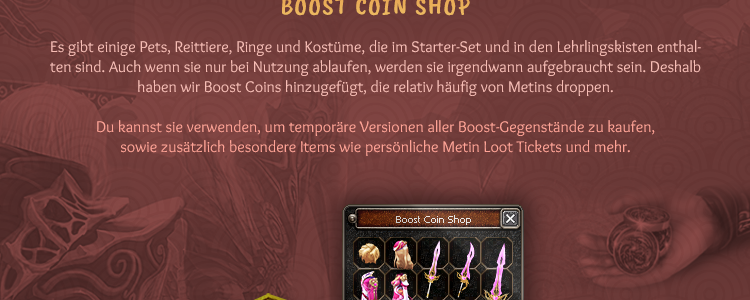 BOOST COIN SHOP
Es gibt einige Pets, Reittiere, Ringe und Kostüme, die im Starter-Set und in den Lehrlingskisten enthal-
ten sind. Auch wenn sie nur bei Nutzung ablaufen, werden sie irgendwann aufgebraucht sein. Deshalb
haben wir Boost Coins hinzugefügt, die relativ häufig von Metins droppen.
Du kannst sie verwenden, um temporäre Versionen aller Boost-Gegenstände zu kaufen,
sowie zusätzlich besondere Items wie persönliche Metin Loot Tickets und mehr.
Boost Coin Shop